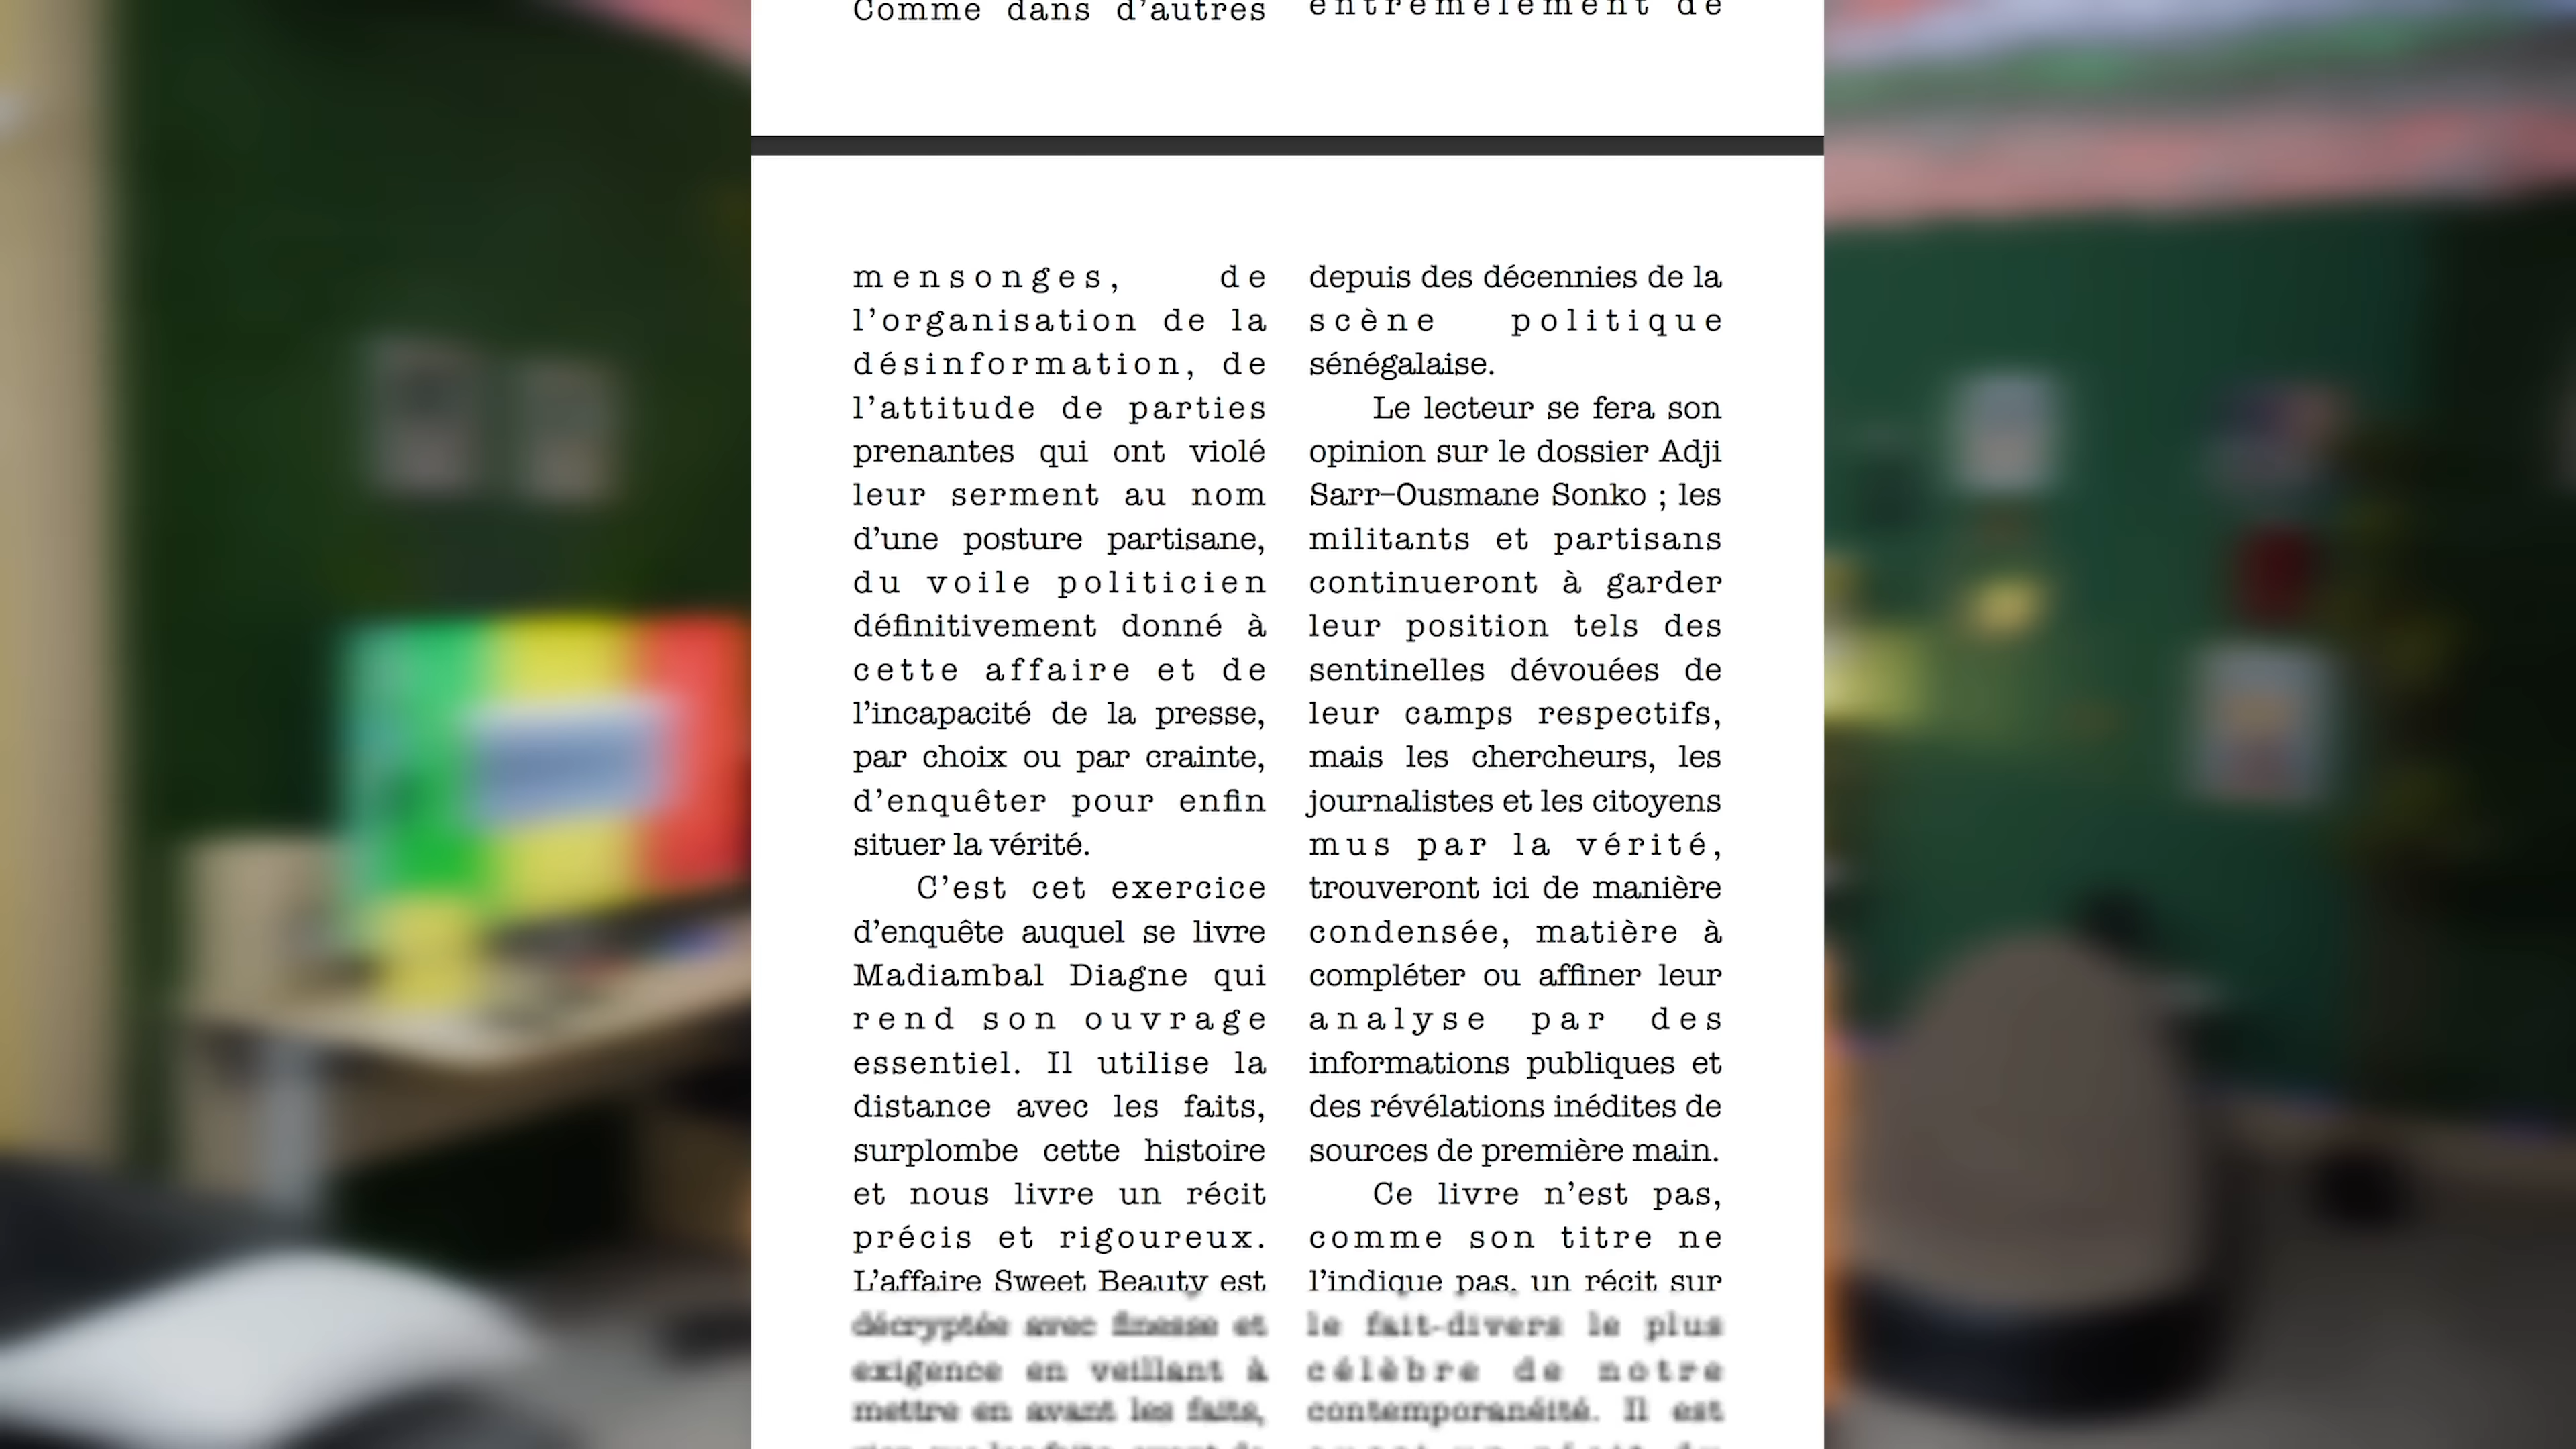 Comme dans d'autres
entremêlement de
mensonges, de
l'organisation de la
désinformation, de
l'attitude de parties
prenantes qui ont violé
leur serment au nom
d'une posture partisane,
du voile politicien
définitivement donné à
cette affaire et de
l'incapacité de la presse,
par choix ou par crainte,
d'enquêter pour enfin
situer la vérité.
C'est cet exercice
d'enquête auquel se livre
Madiambal Diagne qui
rend son ouvrage
essentiel. Il utilise la
distance avec les faits,
surplombe cette histoire
et nous livre un récit
précis et rigoureux.
L'affaire Sweet Beauty est
décryptée avec finesse et
exigence en veillant à
mettre en avant les faits,
depuis des décennies de la
scène politique
sénégalaise.
Le lecteur se fera son
opinion sur le dossier Adji
Sarr–Ousmane Sonko ; les
militants et partisans
continueront à garder
leur position tels des
sentinelles dévouées de
leur camps respectifs,
mais les chercheurs, les
journalistes et les citoyens
mus par la vérité,
trouveront ici de manière
condensée, matière à
compléter ou affiner leur
analyse par des
informations publiques et
des révélations inédites de
sources de première main.
Ce livre n'est pas,
comme son titre ne
l'indique pas, un récit sur
le fait-divers le plus
célèbre de notre
contemporanéité. Il est